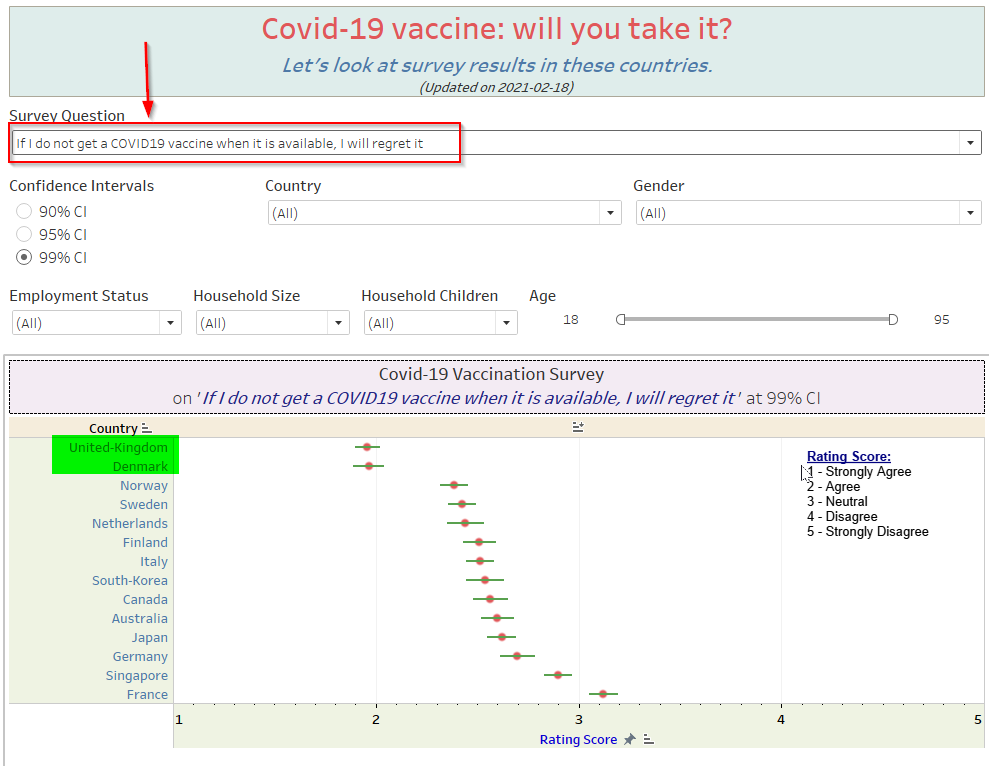 Covid-19 vaccine: will you take it?
Let's look at survey results in these countries.
(Updated on 2021-02-18)
Survey Question
If I do not get a COVID19 vaccine when it is available, I will regret it
Confidence Intervals
90% CI
95% CI
99% CI
Country
(All)
Gender
(All)
Employment Status
(All)
Household Size
(All)
Household Children
(All)
Age
18
95
Covid-19 Vaccination Survey
on 'If I do not get a COVID19 vaccine when it is available, I will regret it' at 99% CI
Country
United-Kingdom
Denmark
Norway
Sweden
Netherlands
Finland
Italy
South-Korea
Canada
Australia
Japan
Germany
Singapore
France
Rating Score:
1 - Strongly Agree
2 - Agree
3 - Neutral
4 - Disagree
5 - Strongly Disagree
1 2 3 4 5
Rating Score